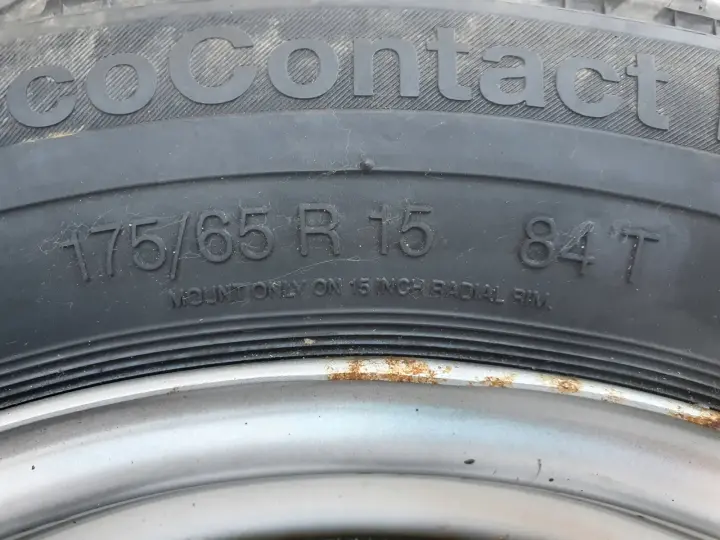 coContact
175/65 R 15 84 T
MOUNT ONLY ON 15 INCH RADIAL RIM.